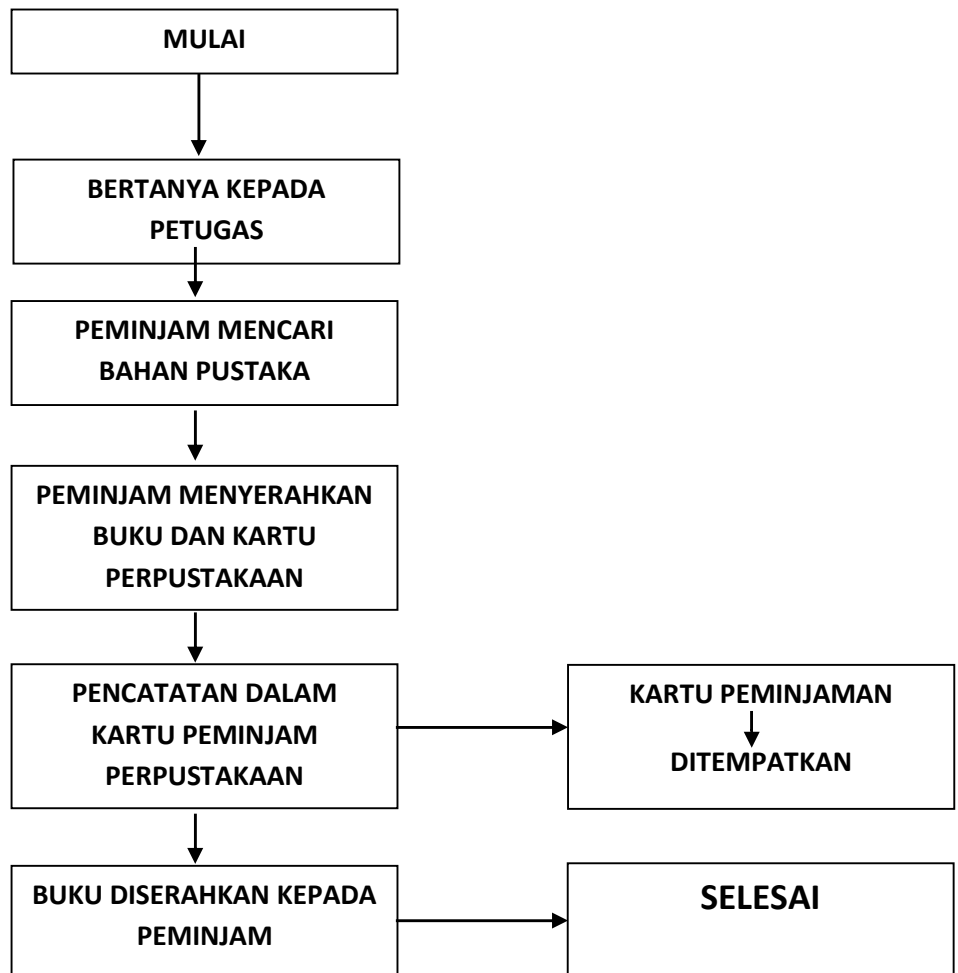 MULAI
BERTANYA KEPADA
PETUGAS
PEMINJAM MENCARI
BAHAN PUSTAKA
PEMINJAM MENYERAHKAN
BUKU DAN KARTU
PERPUSTAKAAN
PENCATATAN DALAM
KARTU PEMINJAM
PERPUSTAKAAN
KARTU PEMINJAMAN
DITEMPATKAN
BUKU DISERAHKAN KEPADA
PEMINJAM
SELESAI